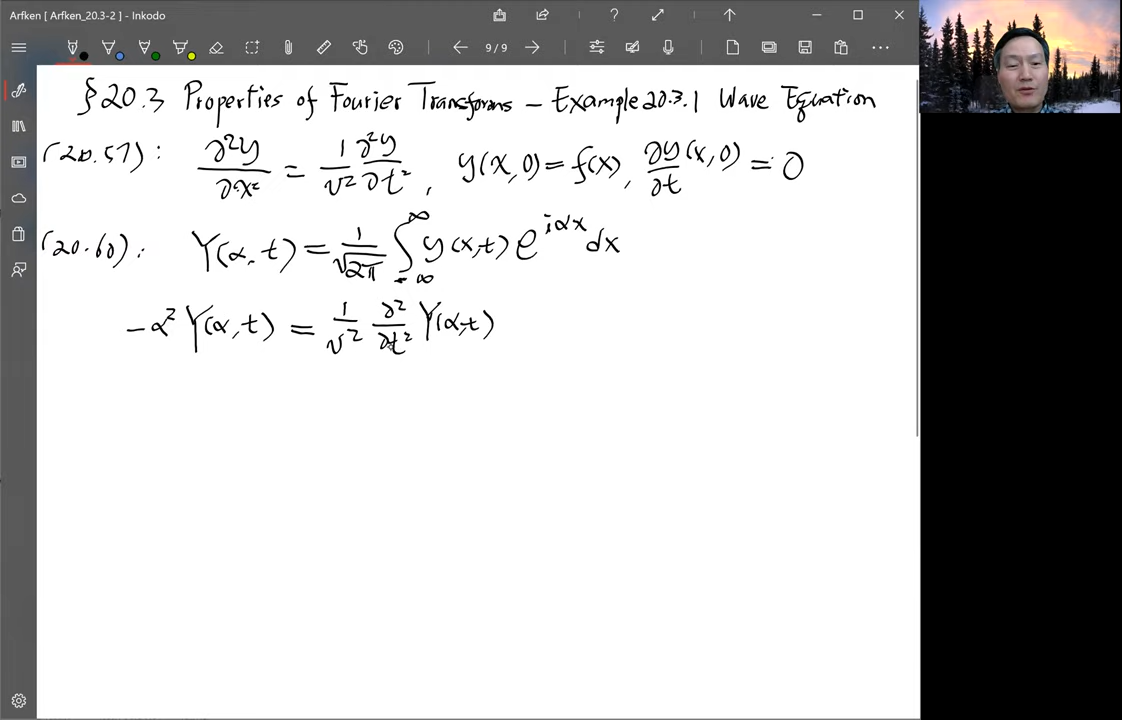 Arfken [ Arfken_20.3-2 ] - Inkodo
9 / 9
§ 20.3 Properties of Fourier Transforms – Example 20.3.1 Wave Equation
(20.57): ∂²y/∂x² = 1/v² ∂²y/∂t², y(x,0) = f(x), ∂y(x,0)/∂t = 0
(20.60): Y(α,t) = 1/√2π ∫_{-∞}^{∞} y(x,t) e^{iαx} dx
-α² Y(α,t) = 1/v² ∂²/∂t² Y(α,t)